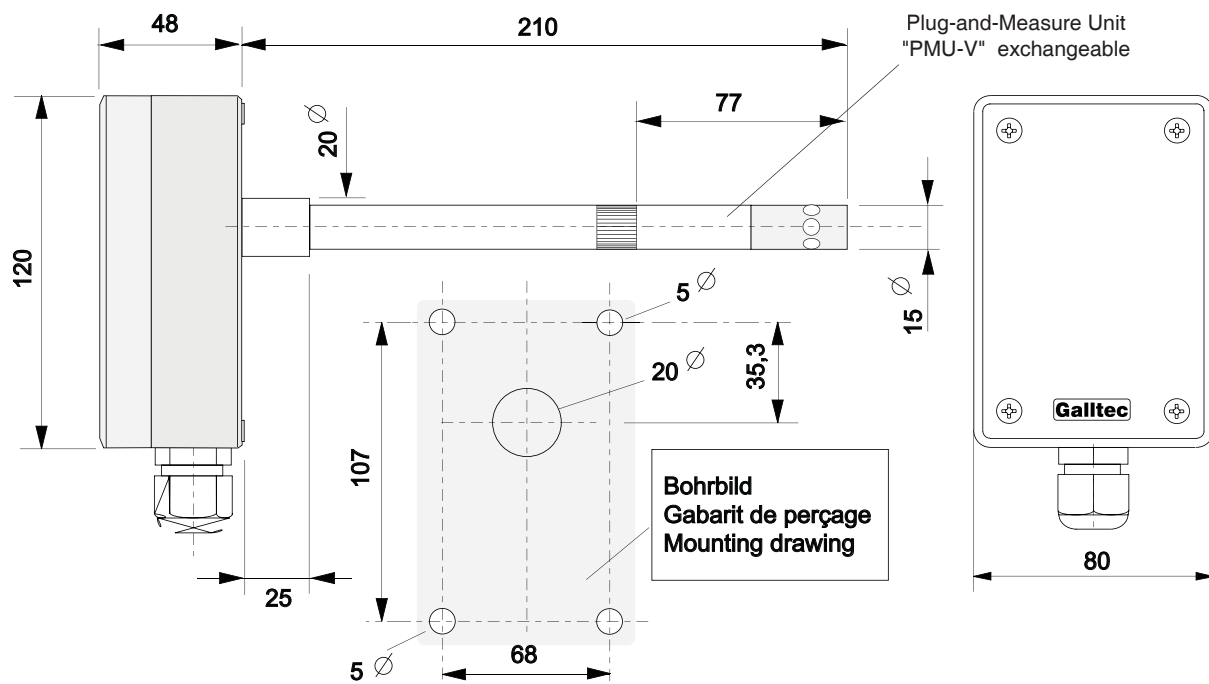 48
210
Plug-and-Measure Unit
"PMU-V" exchangeable
77
⌀ 20
120
5 ⌀
20 ⌀
35,3
⌀ 15
107
Galltec
Bohrbild
Gabarit de perçage
Mounting drawing
25
80
68
5 ⌀